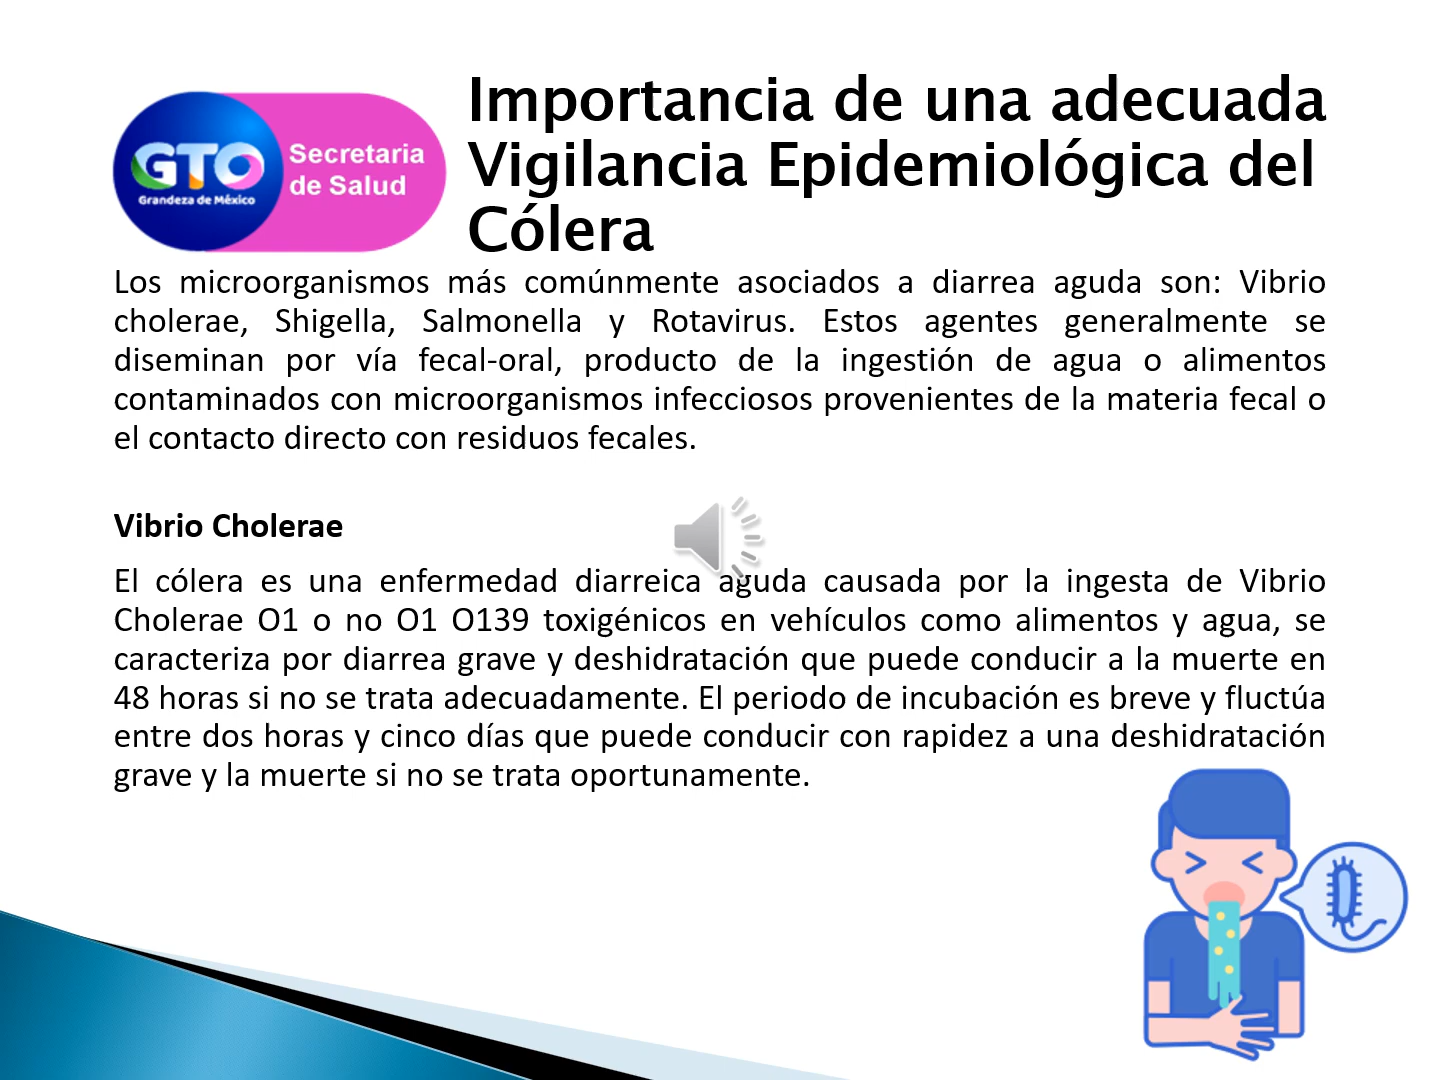 GTO
Grandeza de México
Secretaria
de Salud
Importancia de una adecuada
Vigilancia Epidemiológica del
Cólera
Los microorganismos más comúnmente asociados a diarrea aguda son: Vibrio
cholerae, Shigella, Salmonella y Rotavirus. Estos agentes generalmente se
diseminan por vía fecal-oral, producto de la ingestión de agua o alimentos
contaminados con microorganismos infecciosos provenientes de la materia fecal o
el contacto directo con residuos fecales.
Vibrio Cholerae
El cólera es una enfermedad diarreica aguda causada por la ingesta de Vibrio
Cholerae O1 o no O1 O139 toxigénicos en vehículos como alimentos y agua, se
caracteriza por diarrea grave y deshidratación que puede conducir a la muerte en
48 horas si no se trata adecuadamente. El periodo de incubación es breve y fluctúa
entre dos horas y cinco días que puede conducir con rapidez a una deshidratación
grave y la muerte si no se trata oportunamente.